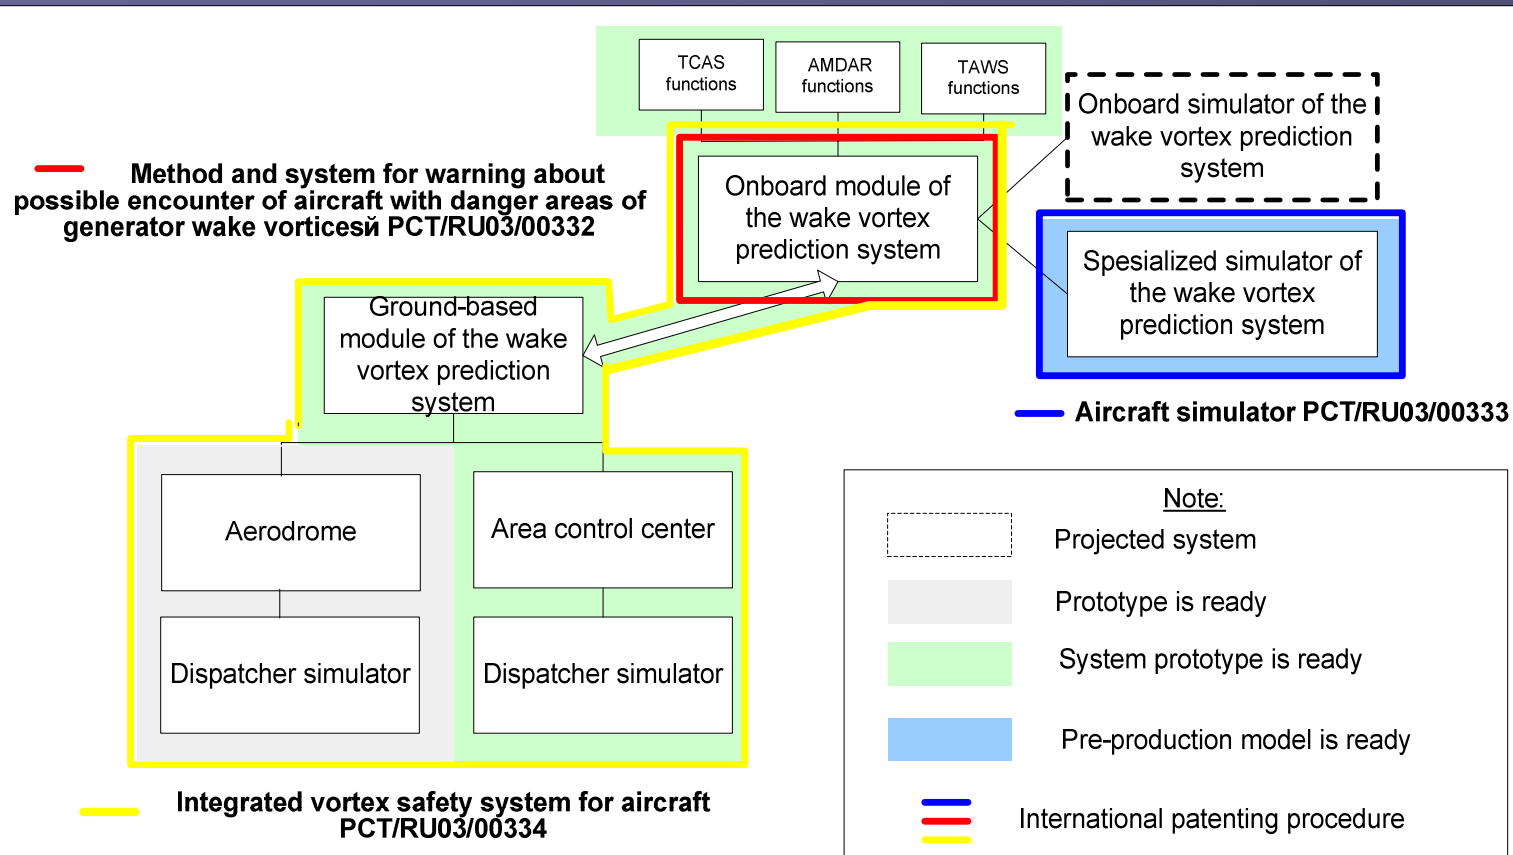 TCAS
functions
AMDAR
functions
TAWS
functions
Onboard simulator of the
wake vortex prediction
system
Method and system for warning about
possible encounter of aircraft with danger areas of
generator wake vorticesй PCT/RU03/00332
Onboard module of
the wake vortex
prediction system
Spesialized simulator of
the wake vortex
prediction system
Ground-based
module of the wake
vortex prediction
system
Aircraft simulator PCT/RU03/00333
Aerodrome
Area control center
Dispatcher simulator
Dispatcher simulator
Integrated vortex safety system for aircraft
PCT/RU03/00334
Note:
Projected system
Prototype is ready
System prototype is ready
Pre-production model is ready
International patenting procedure